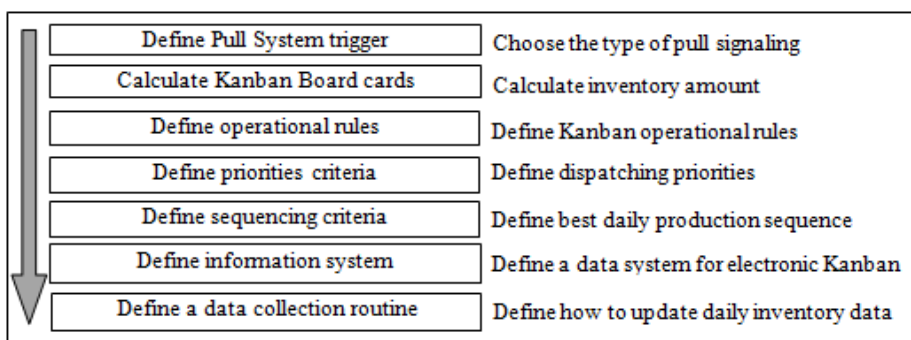 Define Pull System trigger Choose the type of pull signaling
Calculate Kanban Board cards Calculate inventory amount
Define operational rules Define Kanban operational rules
Define priorities criteria Define dispatching priorities
Define sequencing criteria Define best daily production sequence
Define information system Define a data system for electronic Kanban
Define a data collection routine Define how to update daily inventory data